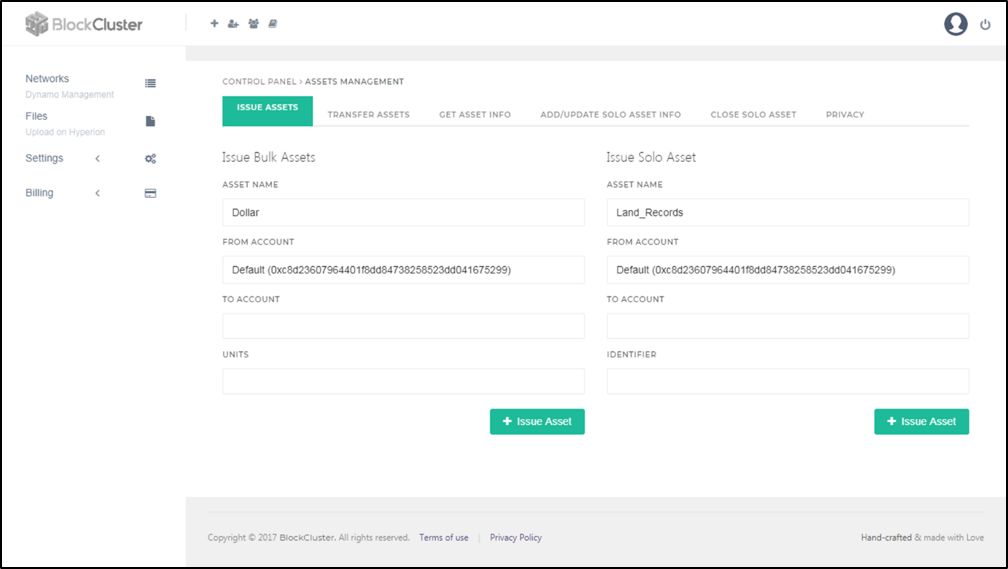 BlockCluster
Networks
Dynamo Management
Files
Upload on Hyperion
Settings
Billing
CONTROL PANEL > ASSETS MANAGEMENT
ISSUE ASSETS TRANSFER ASSETS GET ASSET INFO ADD/UPDATE SOLO ASSET INFO CLOSE SOLO ASSET PRIVACY
Issue Bulk Assets
ASSET NAME
Dollar
FROM ACCOUNT
Default (0xc8d23607964401f8dd84738258523dd041675299)
TO ACCOUNT
UNITS
+ Issue Asset
Issue Solo Asset
ASSET NAME
Land_Records
FROM ACCOUNT
Default (0xc8d23607964401f8dd84738258523dd041675299)
TO ACCOUNT
IDENTIFIER
+ Issue Asset
Copyright © 2017 BlockCluster. All rights reserved. Terms of use | Privacy Policy
Hand-crafted & made with Love